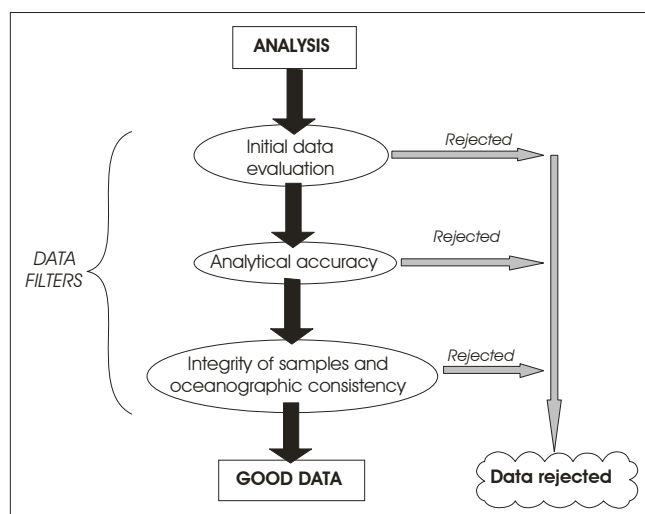 ANALYSIS
Initial data
evaluation
Rejected
DATA
FILTERS
Analytical accuracy
Rejected
Integrity of samples and
oceanographic consistency
Rejected
GOOD DATA
Data rejected